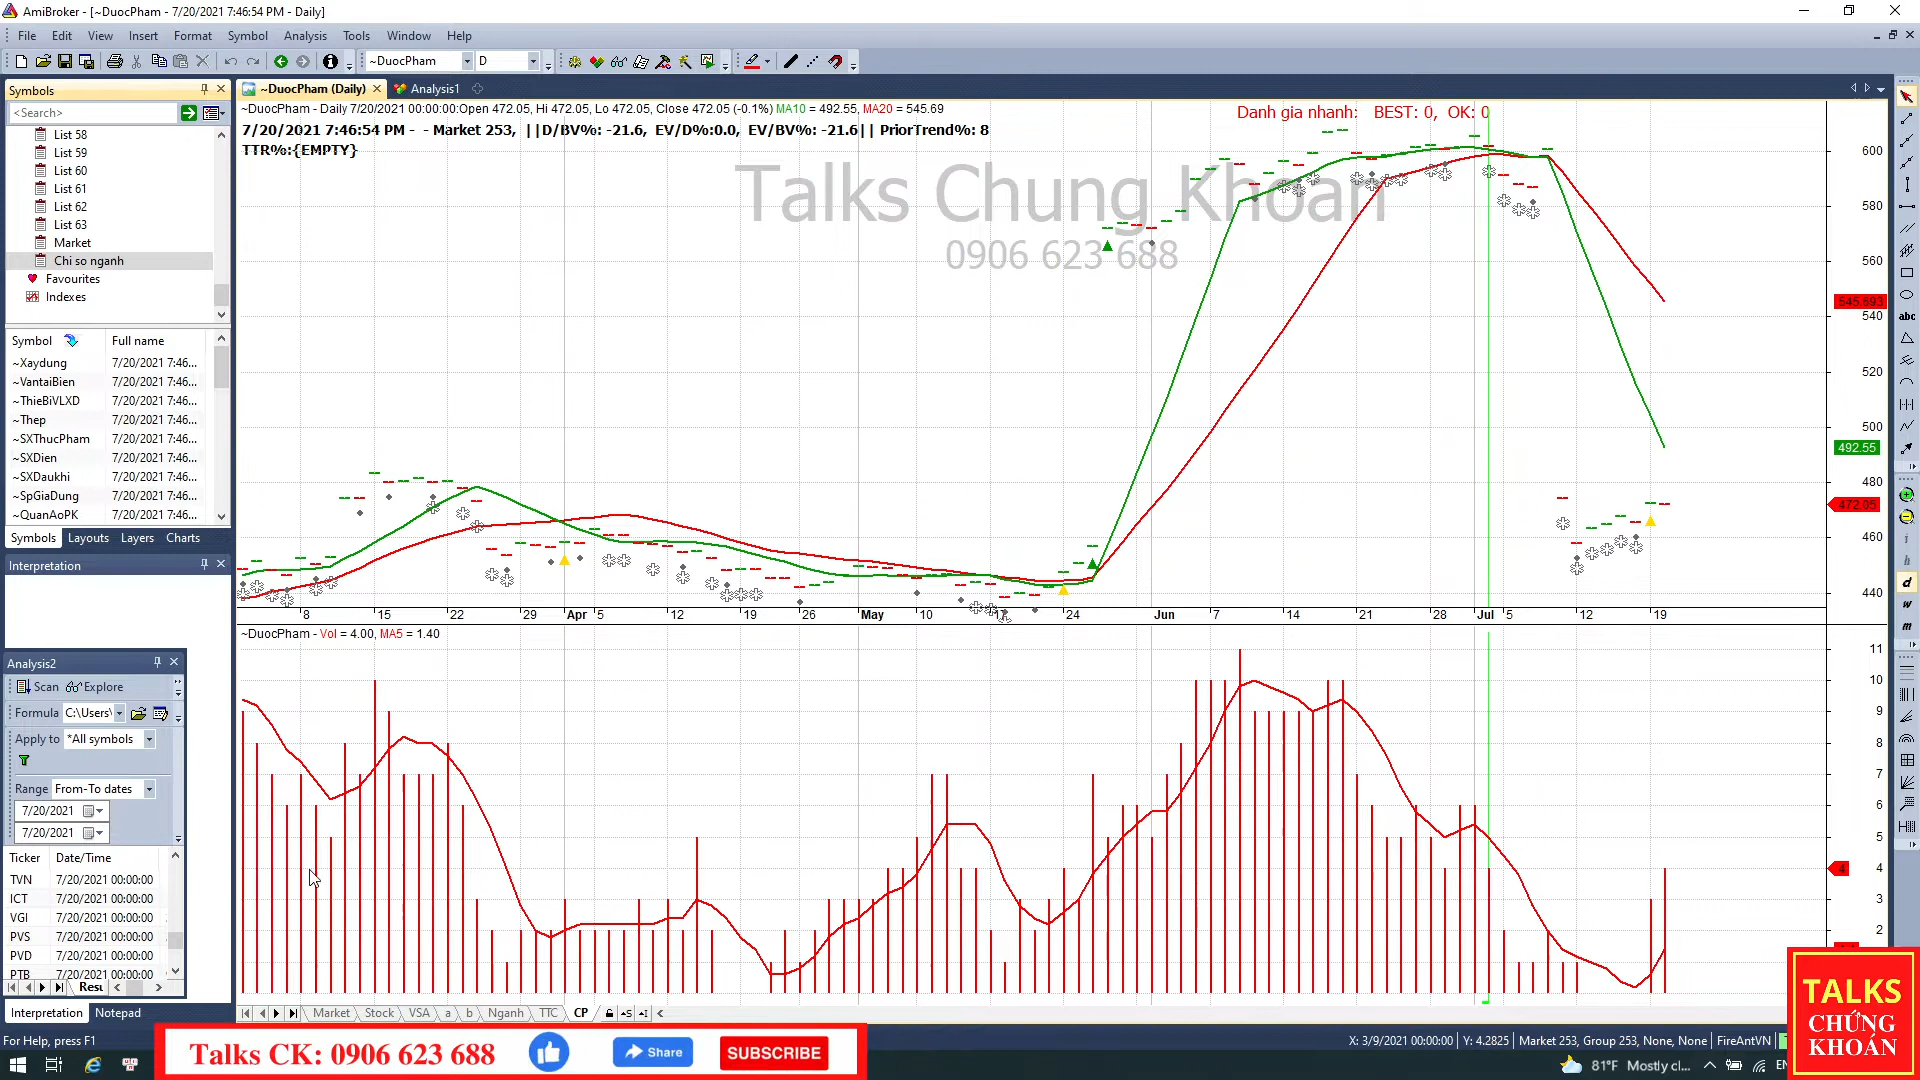 AmiBroker - [~DuocPham - 7/20/2021 7:46:54 PM - Daily]
File Edit View Insert Format Symbol Analysis Tools Window Help
~DuocPham D
Symbols
<Search>
List 58
List 59
List 60
List 61
List 62
List 63
Market
Chi so nganh
Favourites
Indexes
Symbol Full name
~Xaydung 7/20/2021 7:46...
~VantaiBien 7/20/2021 7:46...
~ThieBiVLXD 7/20/2021 7:46...
~Thep 7/20/2021 7:46...
~SXThucPham 7/20/2021 7:46...
~SXDien 7/20/2021 7:46...
~SXDaukhi 7/20/2021 7:46...
~SpGiaDung 7/20/2021 7:46...
~QuanAoPK 7/20/2021 7:46...
Symbols Layouts Layers Charts
Interpretation
Analysis2
Scan Explore
Formula C:\Users\
Apply to *All symbols
Range From-To dates
7/20/2021
7/20/2021
Ticker Date/Time
TVN 7/20/2021 00:00:00
ICT 7/20/2021 00:00:00
VGI 7/20/2021 00:00:00
PVS 7/20/2021 00:00:00
PVD 7/20/2021 00:00:00
PTB 7/20/2021 00:00:00
Resu
Interpretation Notepad
~DuocPham (Daily) Analysis1
~DuocPham - Daily 7/20/2021 00:00:00:Open 472.05, Hi 472.05, Lo 472.05, Close 472.05 (-0.1%) MA10 = 492.55, MA20 = 545.69
Danh gia nhanh: BEST: 0, OK: 0
7/20/2021 7:46:54 PM - - Market 253, ||D/BV%: -21.6, EV/D%:0.0, EV/BV%: -21.6|| PriorTrend%: 8
TTR%:{EMPTY}
Talks Chung Khoan
0906 623 688
600
580
560
545.693
540
520
500
492.55
480
472.05
460
440
8 15 22 29 Apr 5 12 19 26 May 10 17 24 Jun 7 14 21 28 Jul 5 12 19
~DuocPham - Vol = 4.00, MA5 = 1.40
11
10
9
8
7
6
5
4
4
3
2
abc
i
h
d
w
m
Market Stock VSA a b Nganh TTC CP
For Help, press F1
X: 3/9/2021 00:00:00 Y: 4.2825 Market 253, Group 253, None, None FireAntVN
Talks CK: 0906 623 688 Share SUBSCRIBE
81°F Mostly cl...
TALKS
CHỨNG
KHOÁN